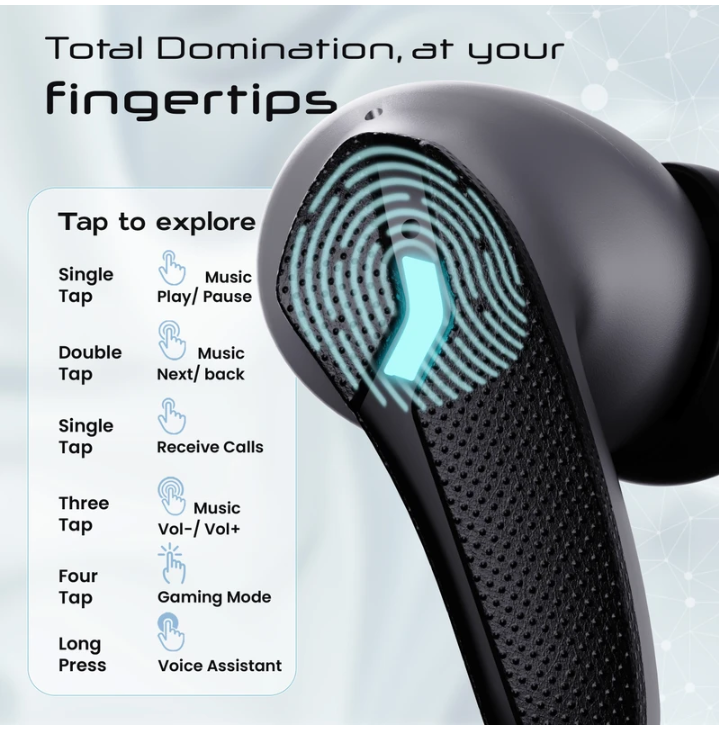 Total Domination, at your
fingertips
Tap to explore
Single
Tap
Music
Play/ Pause
Double
Tap
Music
Next/ back
Single
Tap
Receive Calls
Three
Tap
Music
Vol-/ Vol+
Four
Tap
Gaming Mode
Long
Press
Voice Assistant